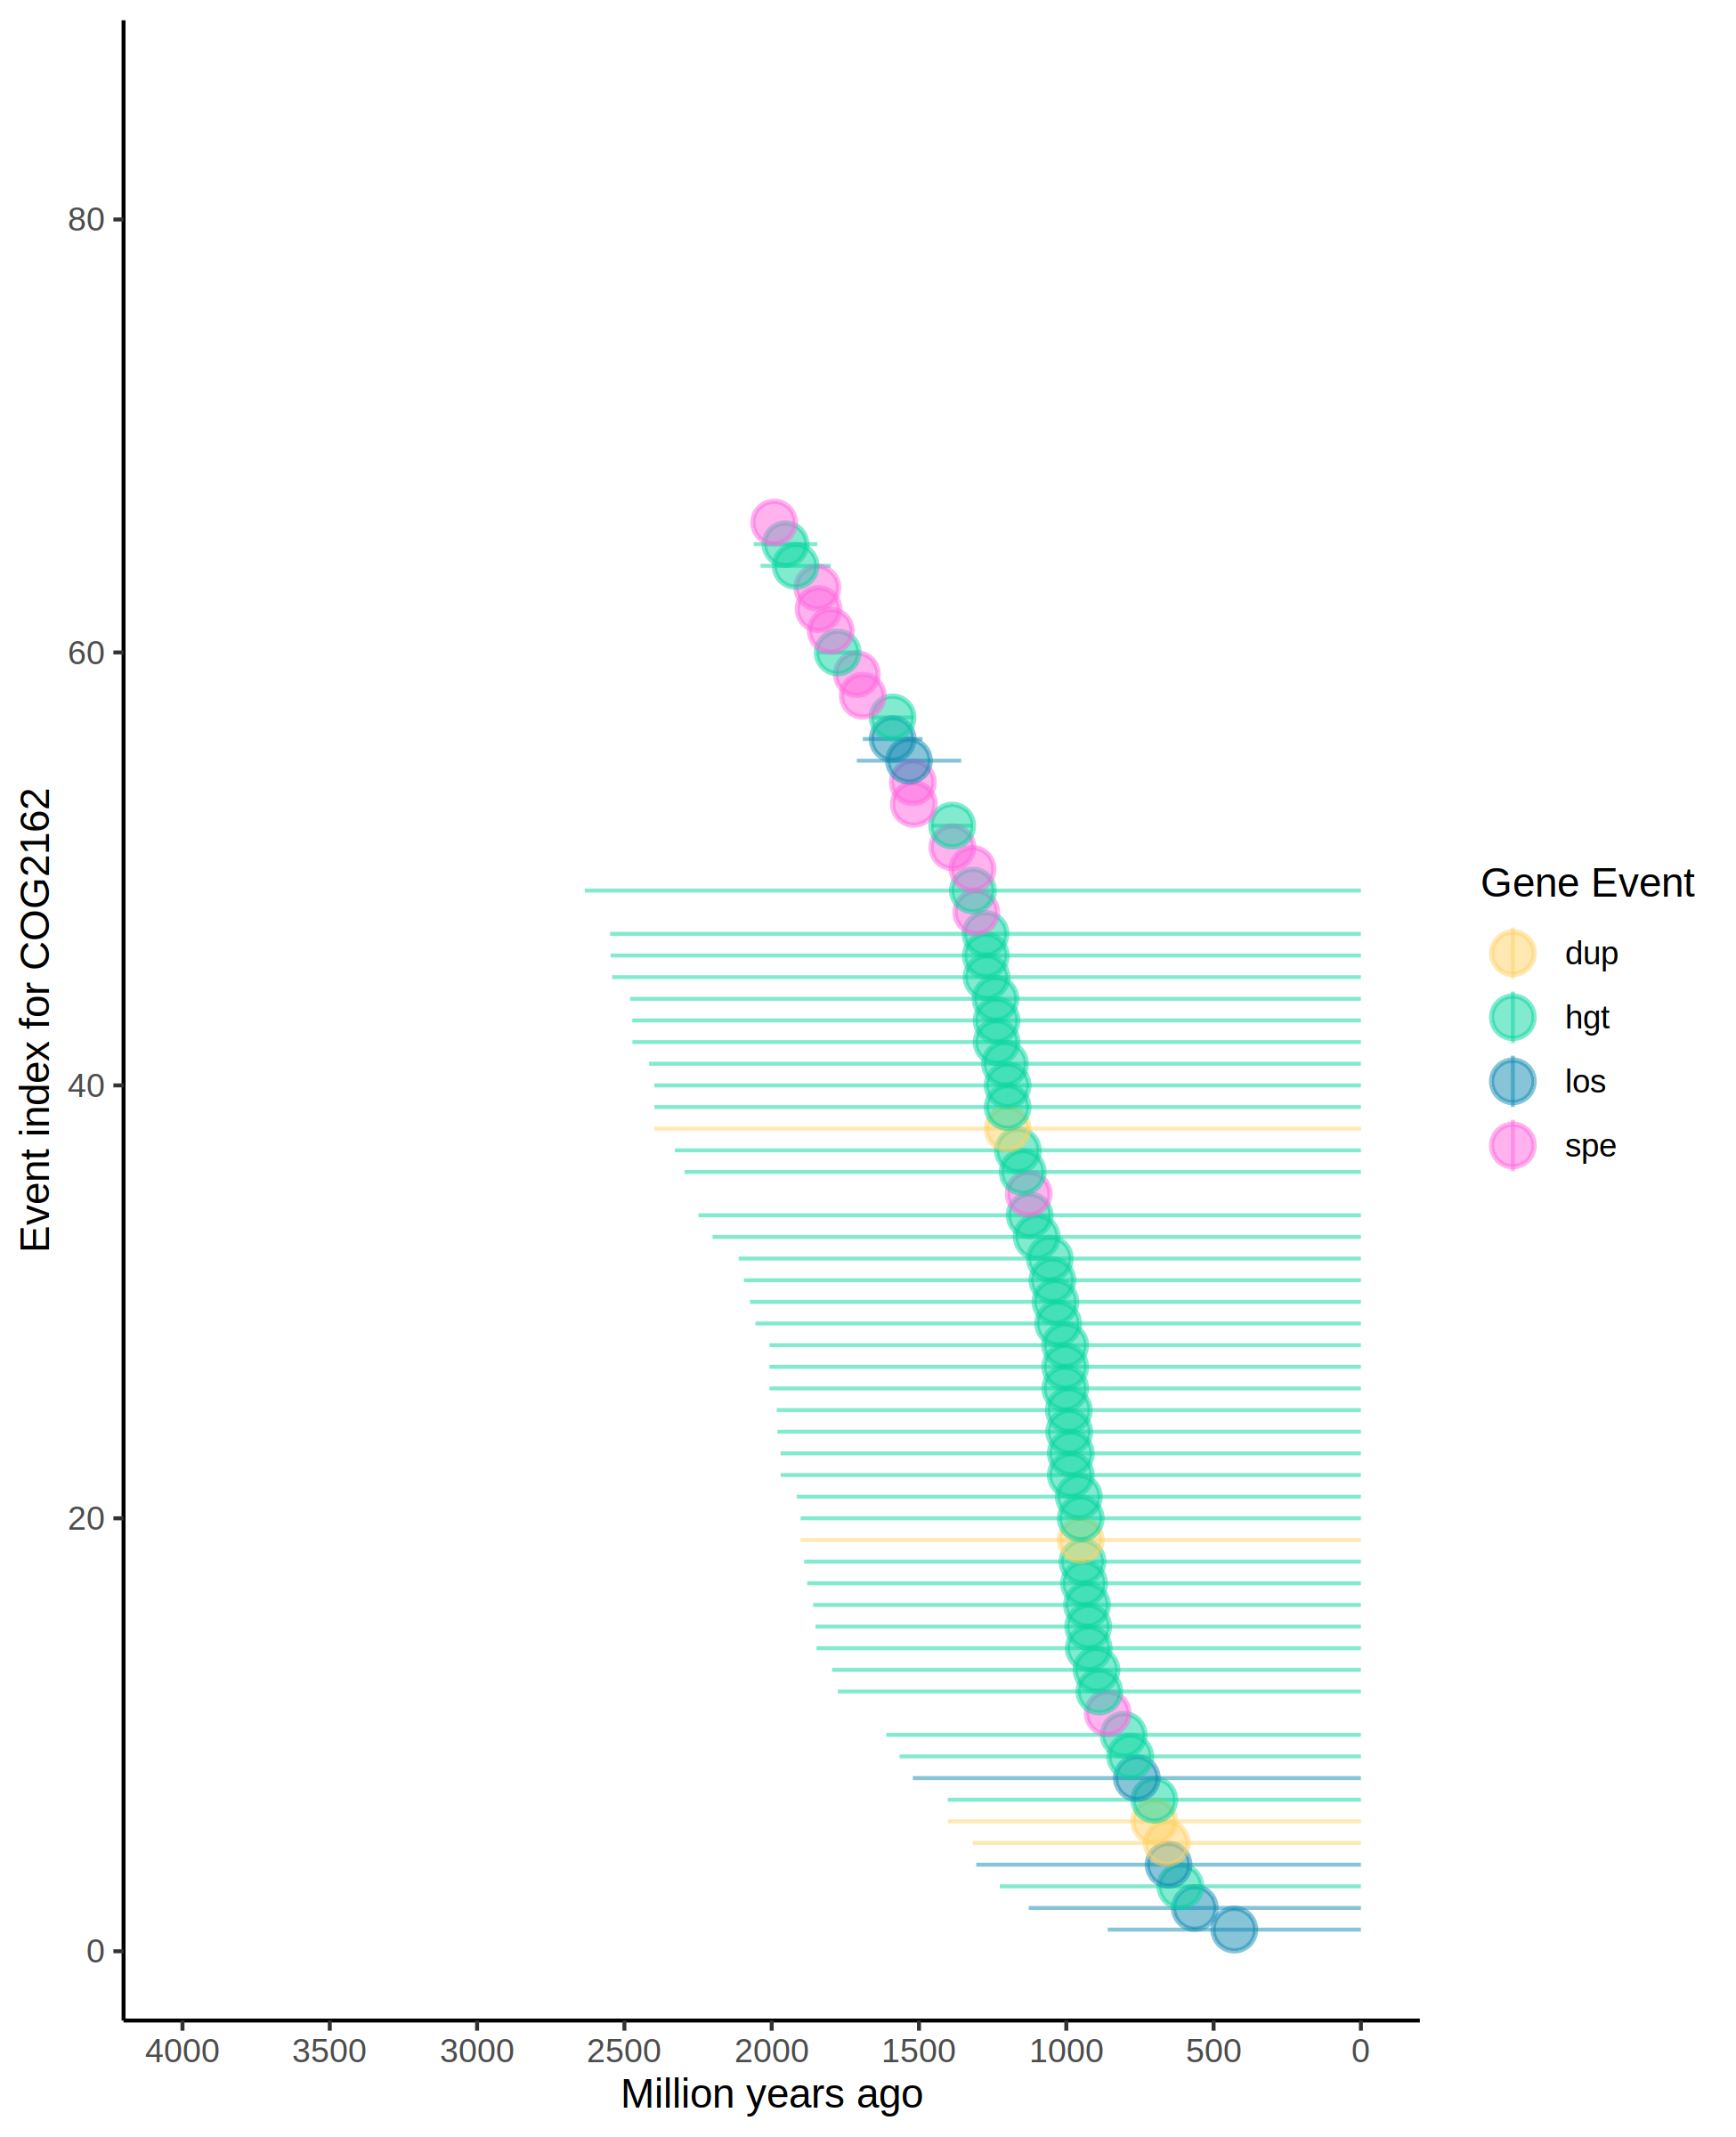 Event index for COG2162
80
60
40
20
0
4000 3500 3000 2500 2000 1500 1000 500 0
Million years ago
Gene Event
dup
hgt
los
spe